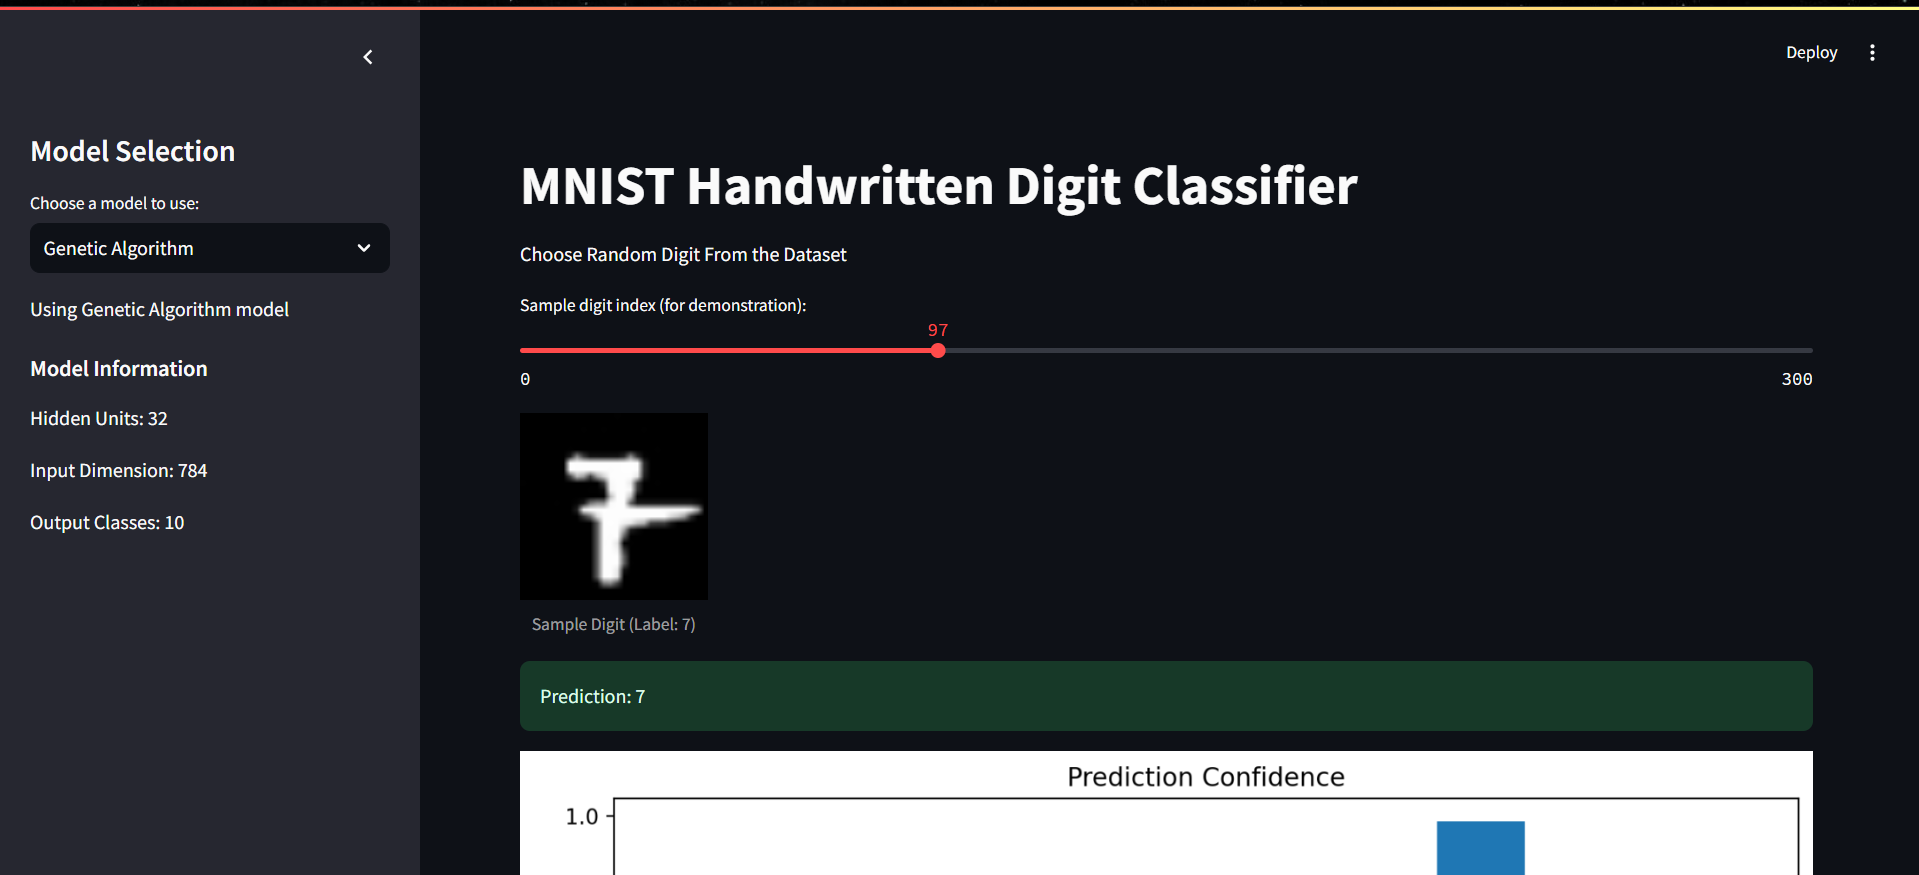 Deploy
Model Selection
Choose a model to use:
Genetic Algorithm
Using Genetic Algorithm model
Model Information
Hidden Units: 32
Input Dimension: 784
Output Classes: 10
MNIST Handwritten Digit Classifier
Choose Random Digit From the Dataset
Sample digit index (for demonstration):
97
0
300
7
Sample Digit (Label: 7)
Prediction: 7
Prediction Confidence
1.0